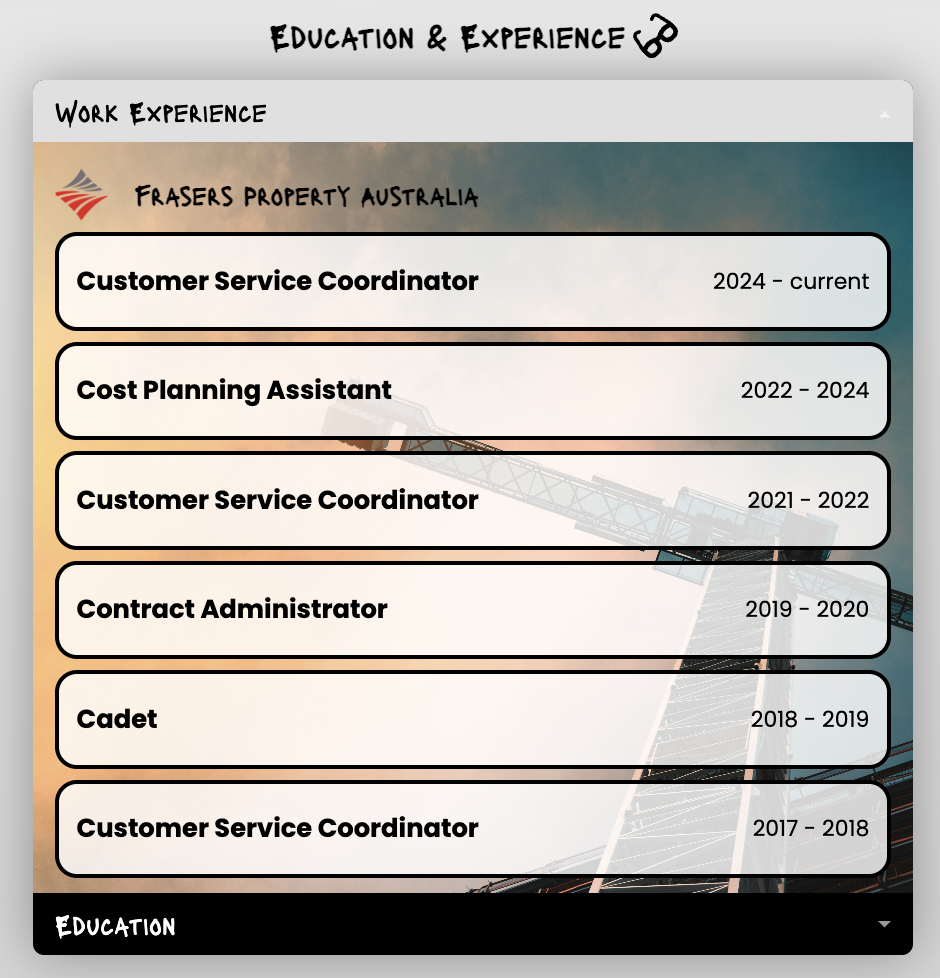 Education & Experience
Work Experience
Frasers Property Australia
Customer Service Coordinator 2024 - current
Cost Planning Assistant 2022 - 2024
Customer Service Coordinator 2021 - 2022
Contract Administrator 2019 - 2020
Cadet 2018 - 2019
Customer Service Coordinator 2017 - 2018
Education